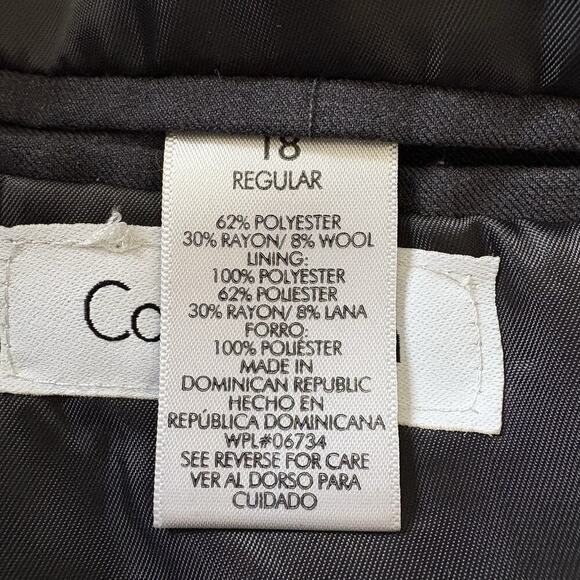 18
REGULAR
62% POLYESTER
30% RAYON/ 8% WOOL
LINING:
100% POLYESTER
62% POLIESTER
30% RAYON/ 8% LANA
FORRO:
100% POLIÉSTER
MADE IN
DOMINICAN REPUBLIC
HECHO EN
REPÚBLICA DOMINICANA
WPL#06734
SEE REVERSE FOR CARE
VER AL DORSO PARA
CUIDADO